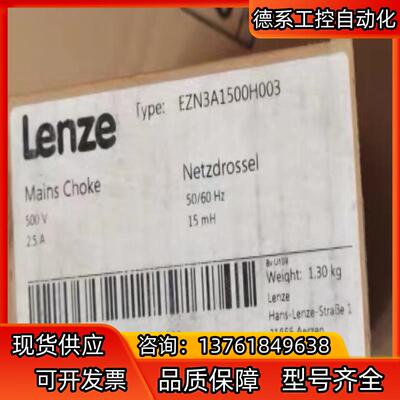 德系工控自动化
Type: EZN3A1500H003
Lenze
Mains Choke
Netzdrossel
500 V
50/60 Hz
2.5 A
15 mH
Weight: 1.30 kg
Lenze
Hans-Lenze-Straße 1
Aerzen
现货供应
咨询：13761849638
可开发票
品质保障
型号齐全